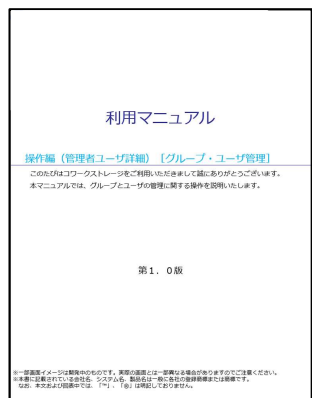 利用マニュアル
操作編（管理者ユーザ詳細）［グループ・ユーザ管理］
このたびはコワークストレージをご利用いただきまして誠にありがとうございます。
本マニュアルでは、グループとユーザの管理に関する操作を説明いたします。
第１．０版
※一部画面イメージは開発中のものです。実際の画面とは一部異なる場合がありますのでご注意ください。
※本書に記載されている会社名、システム名、製品名は一般に各社の登録商標または商標です。
なお、本文および図表中では、「™」、「®」は明記しておりません。